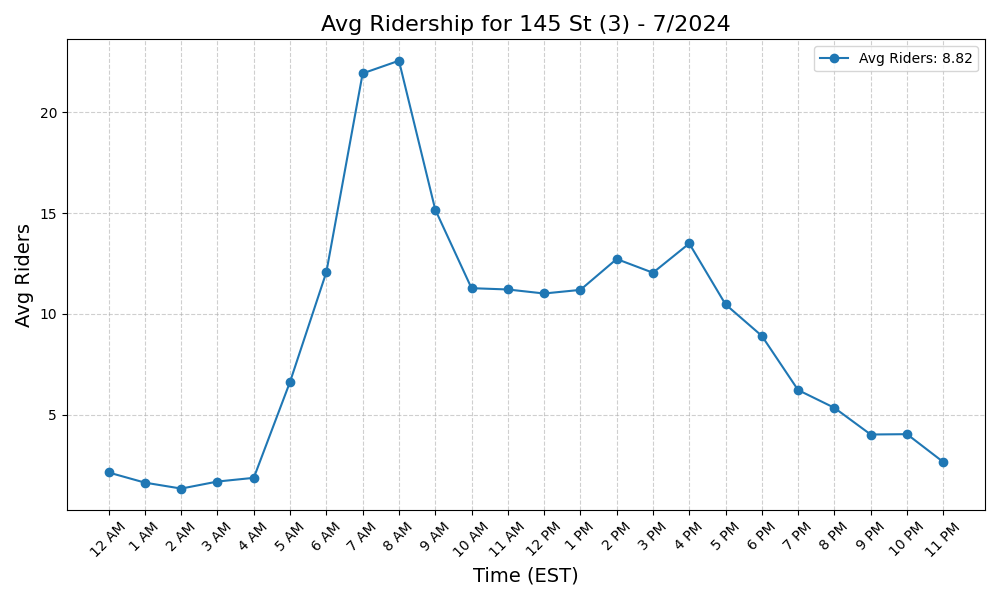 Avg Ridership for 145 St (3) - 7/2024
Avg Riders: 8.82
Avg Riders
20
15
10
5
12 AM
1 AM
2 AM
3 AM
4 AM
5 AM
6 AM
7 AM
8 AM
9 AM
10 AM
11 AM
12 PM
1 PM
2 PM
3 PM
4 PM
5 PM
6 PM
7 PM
8 PM
9 PM
10 PM
11 PM
Time (EST)